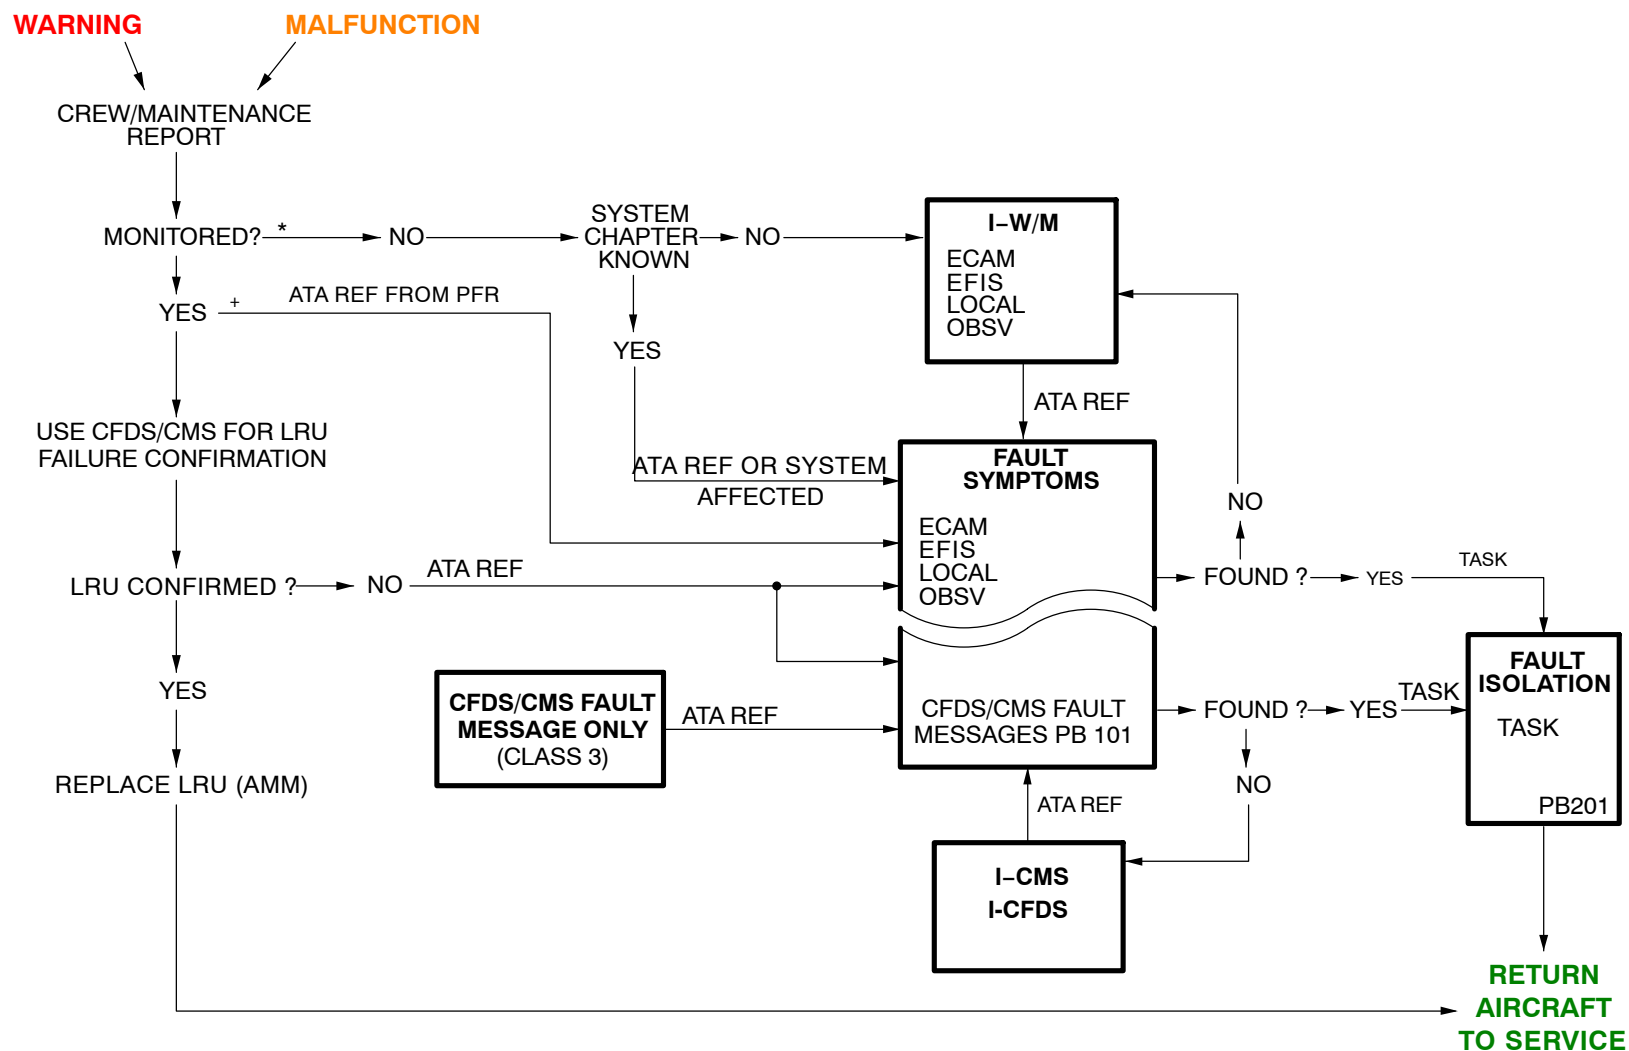 WARNING
MALFUNCTION
CREW/MAINTENANCE
REPORT
MONITORED? *
NO
SYSTEM
CHAPTER
KNOWN
NO
I–W/M
ECAM
EFIS
LOCAL
OBSV
YES +
ATA REF FROM PFR
YES
ATA REF
USE CFDS/CMS FOR LRU
FAILURE CONFIRMATION
ATA REF OR SYSTEM
AFFECTED
FAULT
SYMPTOMS
ECAM
EFIS
LOCAL
OBSV
NO
LRU CONFIRMED ?
NO
ATA REF
FOUND ?
YES
TASK
YES
CFDS/CMS FAULT
MESSAGE ONLY
(CLASS 3)
ATA REF
CFDS/CMS FAULT
MESSAGES PB 101
FOUND ?
YES
TASK
FAULT
ISOLATION
TASK
PB201
REPLACE LRU (AMM)
NO
ATA REF
I–CMS
I-CFDS
RETURN
AIRCRAFT
TO SERVICE